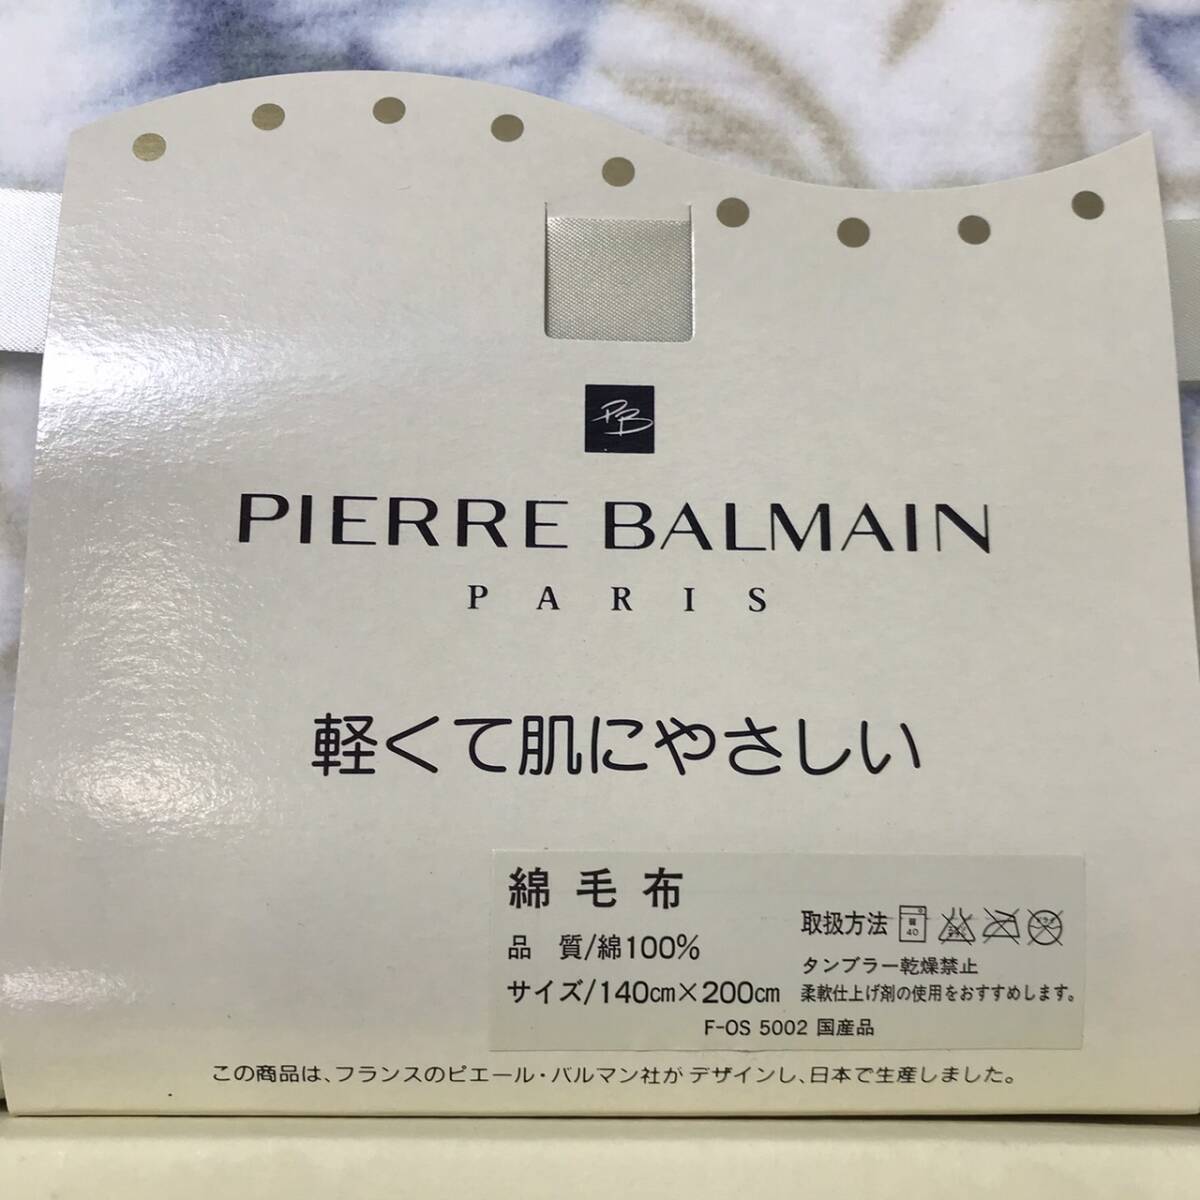 PB
PIERRE BALMAIN
PARIS
軽くて肌にやさしい
綿毛布
品 質/綿100%
サイズ/140cm×200cm
取扱方法
40
タンブラー乾燥禁止
柔軟仕上げ剤の使用をおすすめします。
F-OS 5002 国産品
この商品は、フランスのピエール・バルマン社がデザインし、日本で生産しました。